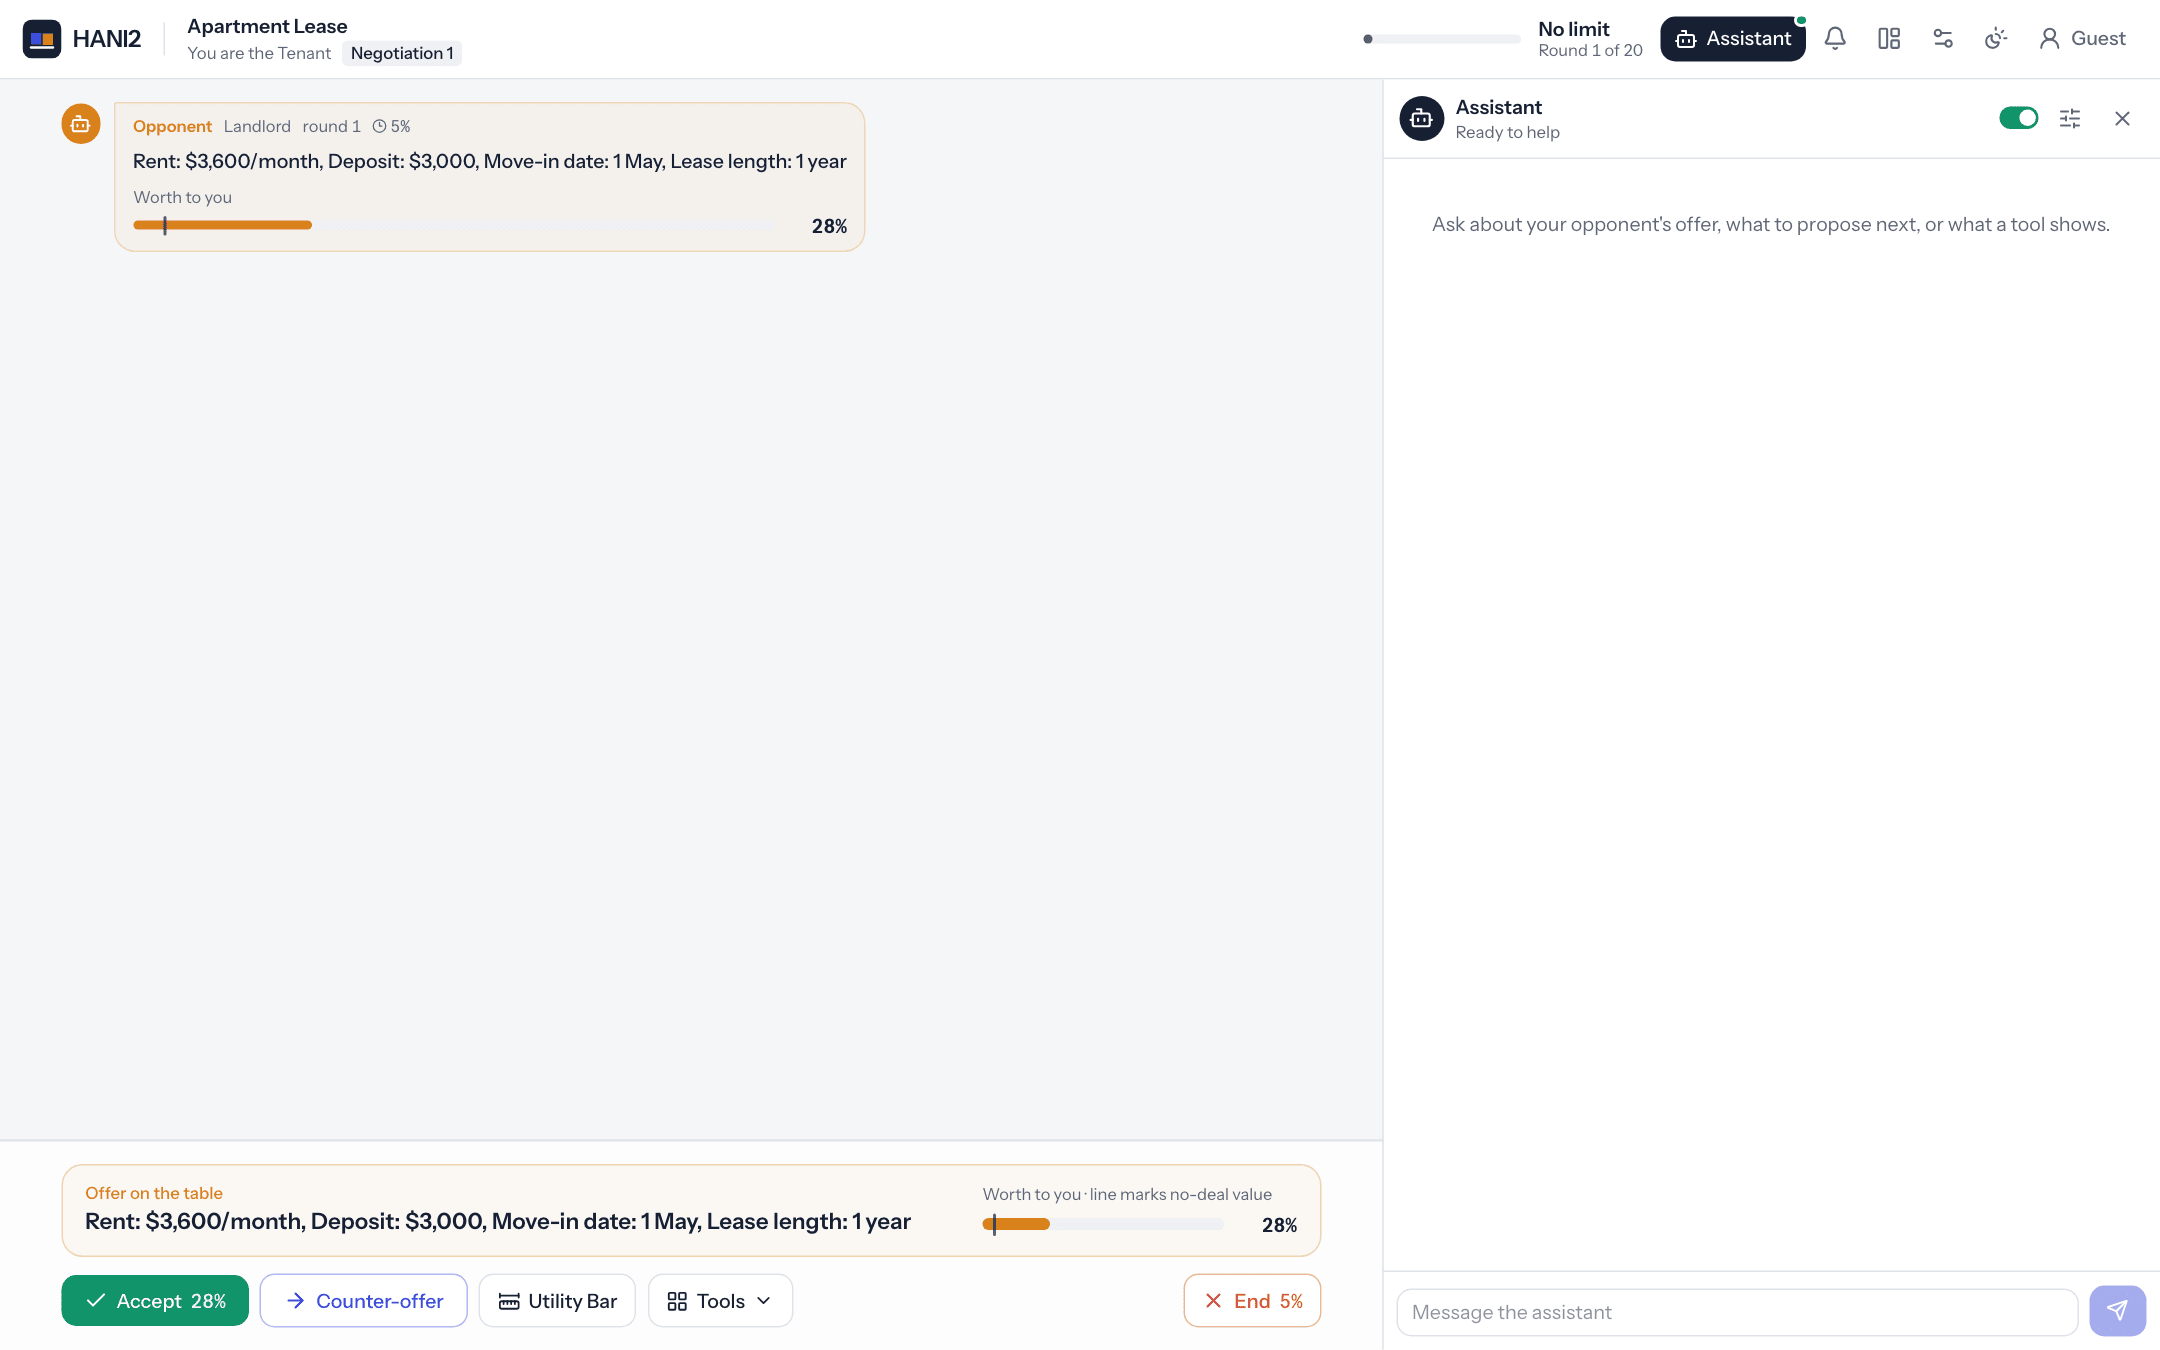 HANI2
Apartment Lease
You are the Tenant Negotiation 1
No limit
Round 1 of 20
Assistant
Guest
Opponent Landlord round 1 5%
Rent: $3,600/month, Deposit: $3,000, Move-in date: 1 May, Lease length: 1 year
Worth to you
28%
Assistant
Ready to help
Ask about your opponent's offer, what to propose next, or what a tool shows.
Offer on the table
Rent: $3,600/month, Deposit: $3,000, Move-in date: 1 May, Lease length: 1 year
Worth to you · line marks no-deal value
28%
Accept 28%
Counter-offer
Utility Bar
Tools
End 5%
Message the assistant